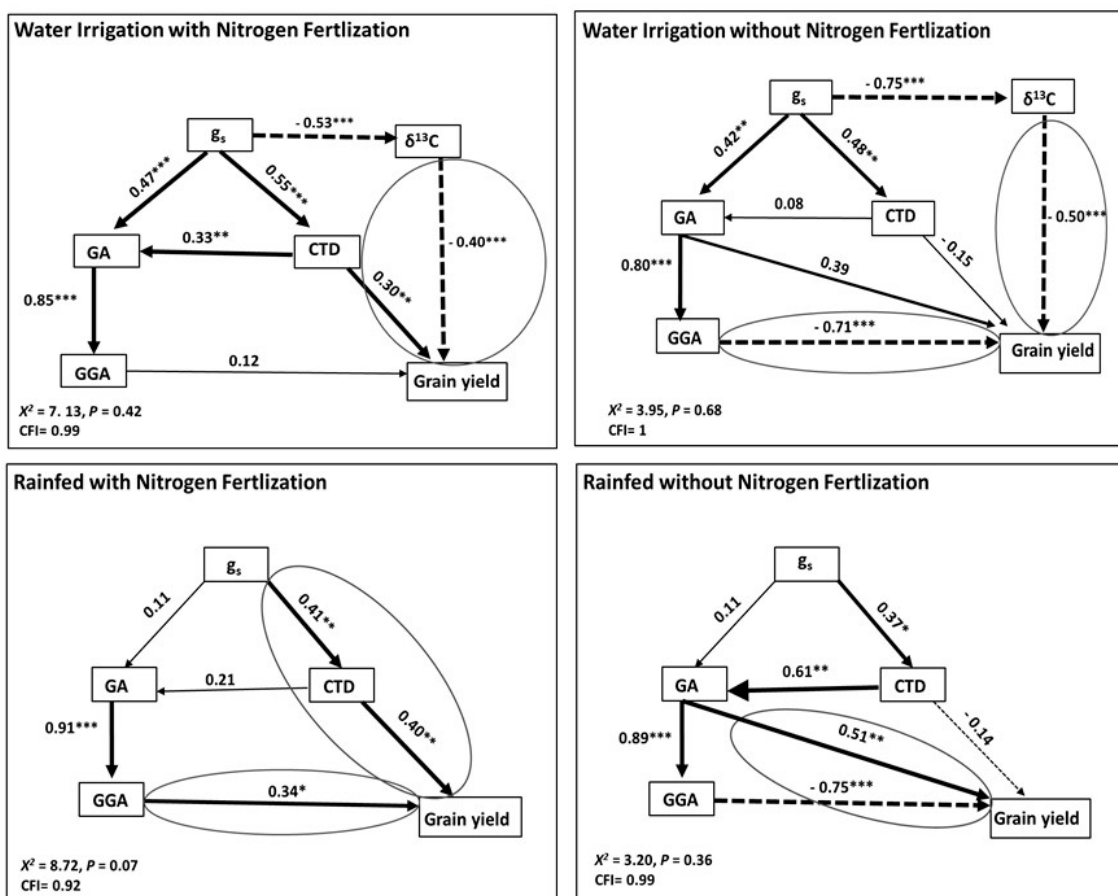 Water Irrigation with Nitrogen Fertlization
- 0.53***
gₛ
δ¹³C
0.47***
0.55***
- 0.40***
GA
0.33**
CTD
0.30**
0.85***
GGA
0.12
Grain yield
X² = 7. 13, P = 0.42
CFI= 0.99
Water Irrigation without Nitrogen Fertlization
- 0.75***
gₛ
δ¹³C
0.42**
0.48**
GA
0.08
CTD
- 0.50***
0.80***
0.39
- 0.15
GGA
- 0.71***
Grain yield
X² = 3.95, P = 0.68
CFI= 1
Rainfed with Nitrogen Fertlization
gₛ
0.11
0.41**
GA
0.21
CTD
0.91***
0.40**
GGA
0.34*
Grain yield
X² = 8.72, P = 0.07
CFI= 0.92
Rainfed without Nitrogen Fertlization
gₛ
0.11
0.37*
GA
0.61**
CTD
0.89***
0.51**
- 0.14
GGA
- 0.75***
Grain yield
X² = 3.20, P = 0.36
CFI= 0.99